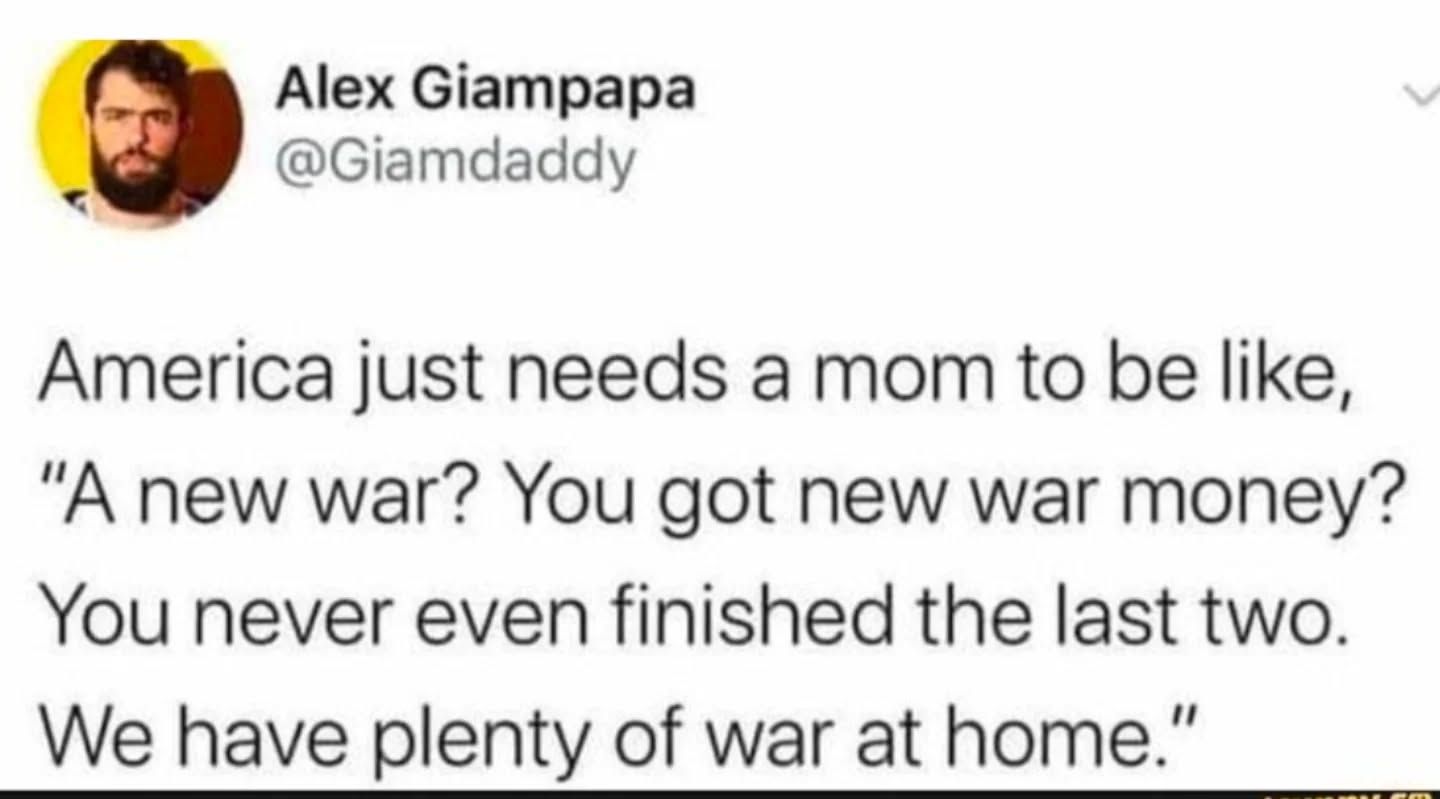 Alex Giampapa
@Giamdaddy
America just needs a mom to be like,
"A new war? You got new war money?
You never even finished the last two.
We have plenty of war at home."